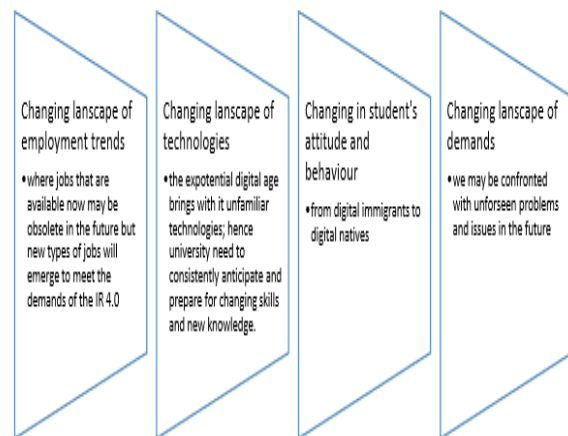 Changing lanscape of
employment trends
•where jobs that are
available now may be
obsolete in the future but
new types of jobs will
emerge to meet the
demands of the IR 4.0
Changing lanscape of
technologies
•the expotential digital age
brings with it unfamiliar
technologies; hence
university need to
consistently anticipate and
prepare for changing skills
and new knowledge.
Changing in student's
attitude and
behaviour
•from digital immigrants to
digital natives
Changing lanscape of
demands
•we may be confronted
with unforseen problems
and issues in the future